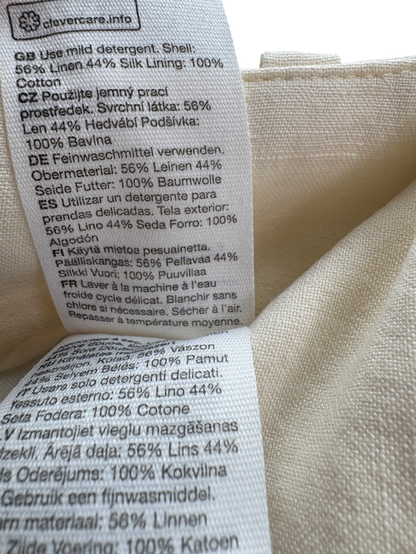 clevercare.info
GB Use mild detergent. Shell:
56% Linen 44% Silk Lining: 100%
Cotton
CZ Použijte jemný prací
prostředek. Svrchní látka: 56%
Len 44% Hedvábí Podšívka:
100% Bavlna
DE Feinwaschmittel verwenden.
Obermaterial: 56% Leinen 44%
Seide Futter: 100% Baumwolle
ES Utilizar un detergente para
prendas delicadas. Tela exterior:
56% Lino 44% Seda Forro: 100%
Algodón
FI Käytä mietoa pesuainetta.
Päälliskangas: 56% Pellavaa 44%
Silkki Vuori: 100% Puuvillaa
FR Laver à la machine à l'eau
froide cycle délicat. Blanchir sans
chlore si nécessaire. Sécher à l'air.
Repasser à température moyenne.
56% Vászon
44% Selyem Bélés: 100% Pamut
IT Usare solo detergenti delicati.
Tessuto esterno: 56% Lino 44%
Seta Fodera: 100% Cotone
LV Izmantojiet vieglu mazgāšanas
Ārējā daļa: 56% Lins 44%
Oderējums: 100% Kokvilna
Gebruik een fijnwasmiddel.
materiaal: 56% Linnen
Zijde Voering: 100% Katoen